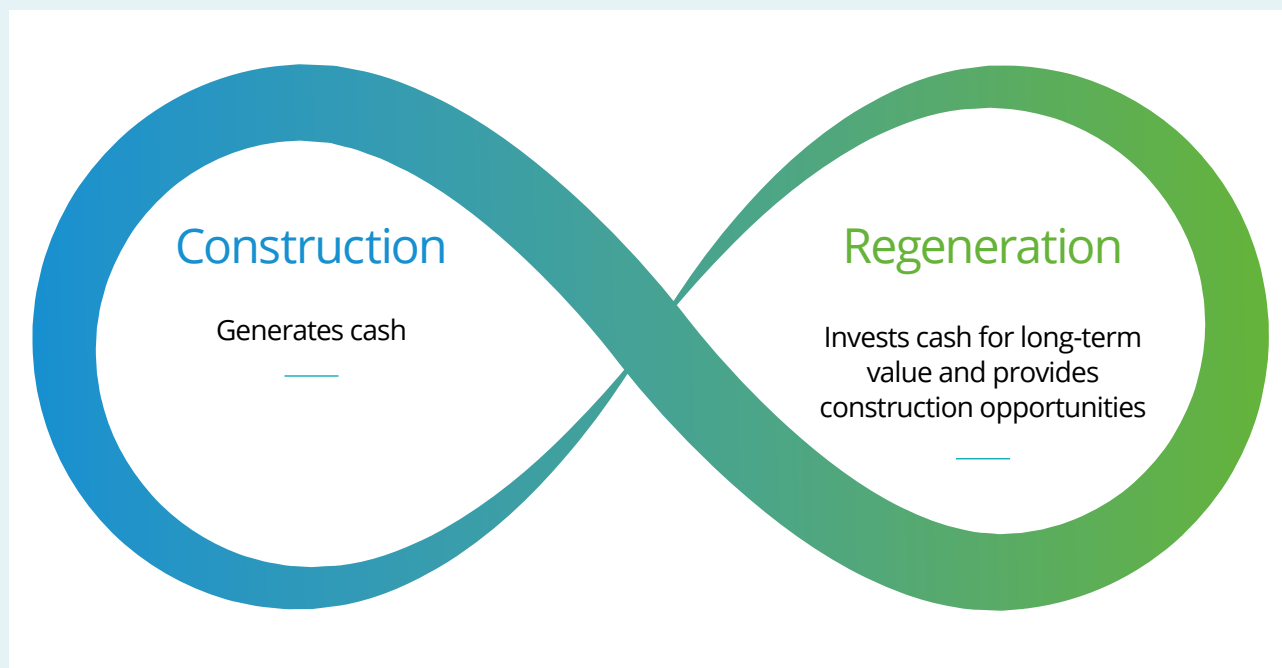 Construction
Generates cash
Regeneration
Invests cash for long-term
value and provides
construction opportunities